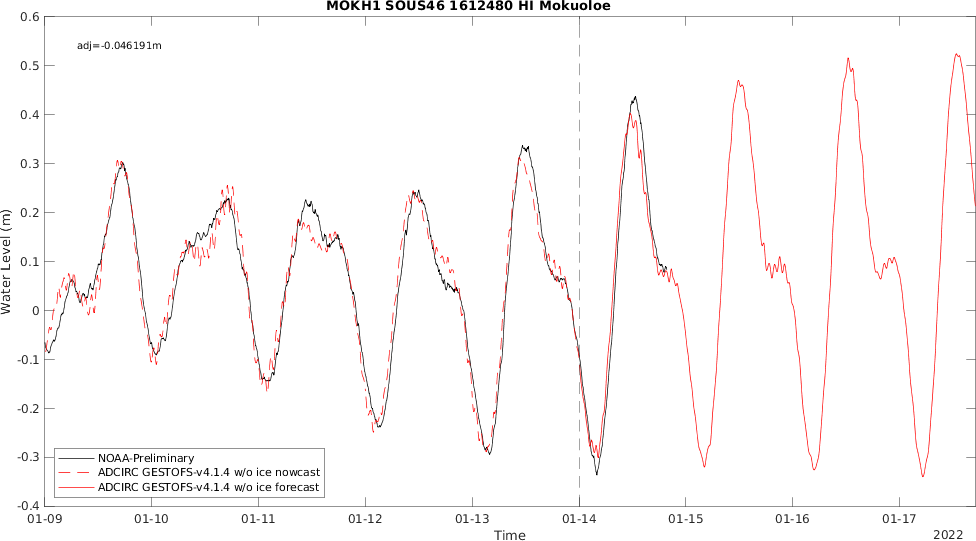 MOKH1 SOUS46 1612480 HI Mokuoloe
adj=-0.046191m
Water Level (m)
0.6
0.5
0.4
0.3
0.2
0.1
0
-0.1
-0.2
-0.3
-0.4
NOAA-Preliminary
ADCIRC GESTOFS-v4.1.4 w/o ice nowcast
ADCIRC GESTOFS-v4.1.4 w/o ice forecast
01-09 01-10 01-11 01-12 01-13 01-14 01-15 01-16 01-17
Time
2022